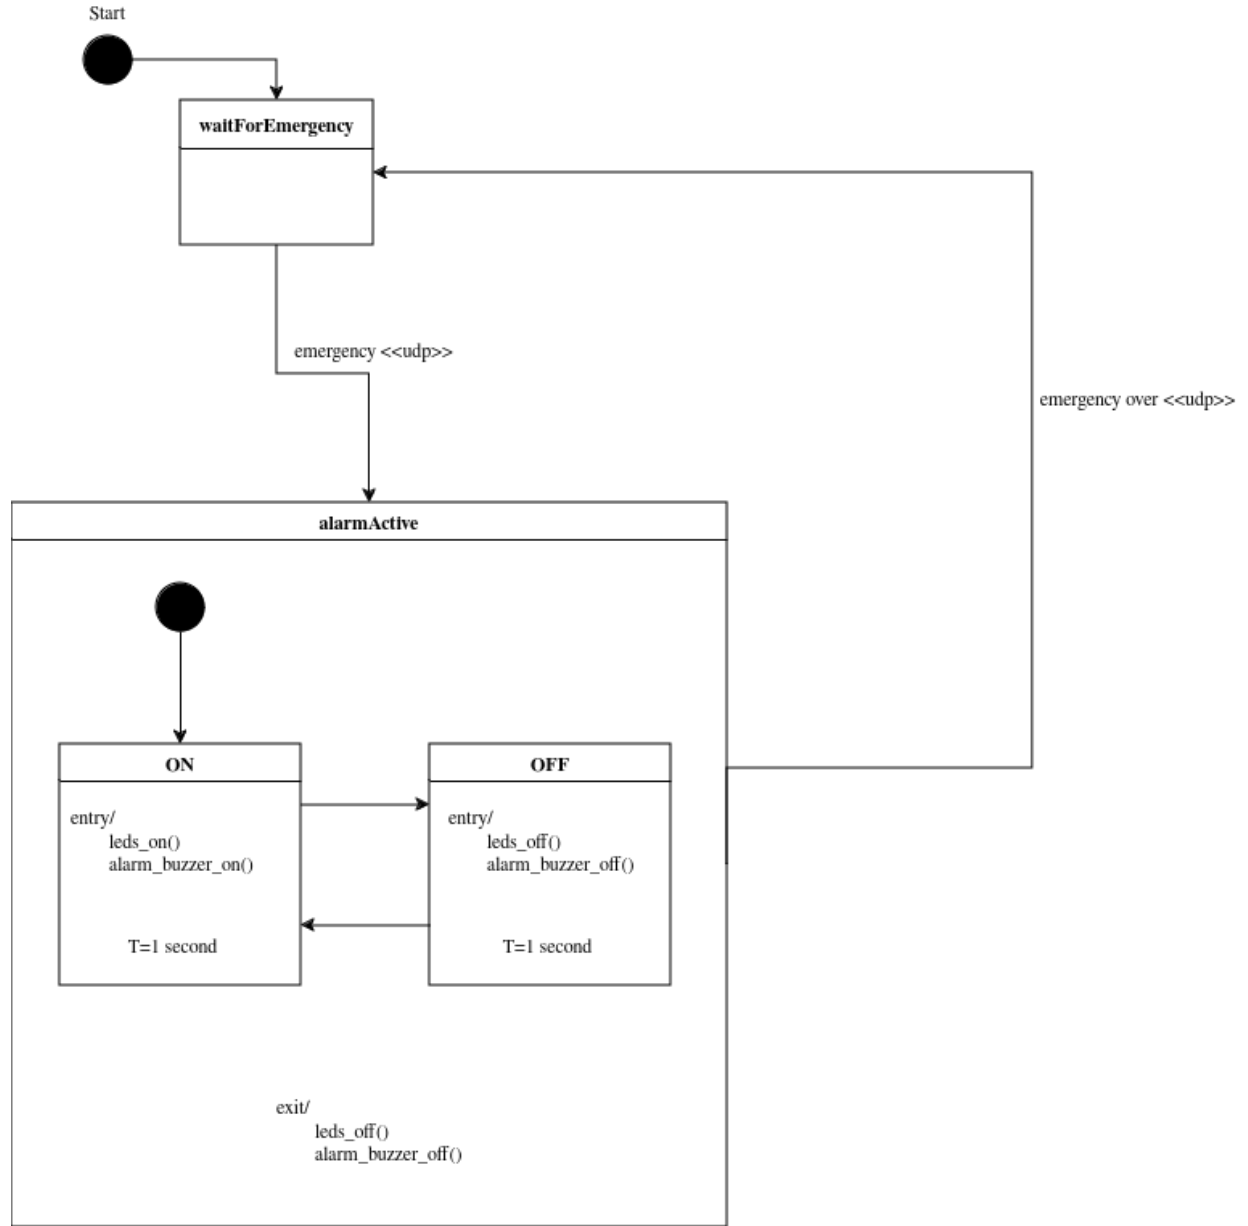 Start
waitForEmergency
emergency <<udp>>
emergency over <<udp>>
alarmActive
ON
entry/
leds_on()
alarm_buzzer_on()
T=1 second
OFF
entry/
leds_off()
alarm_buzzer_off()
T=1 second
exit/
leds_off()
alarm_buzzer_off()